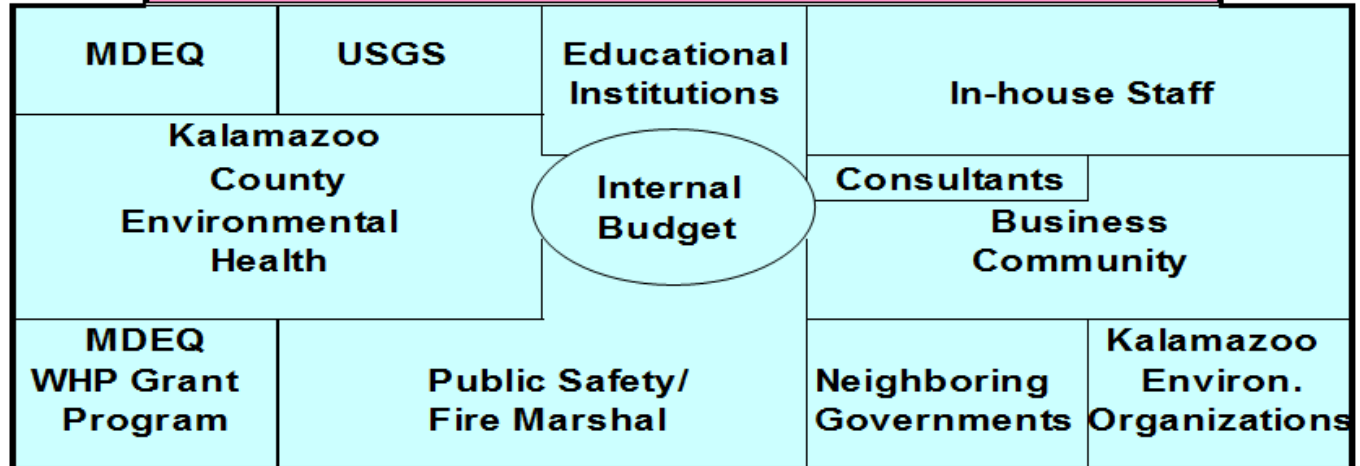 MDEQ
USGS
Educational
Institutions
In-house Staff
Kalamazoo
County
Environmental
Health
Internal
Budget
Consultants
Business
Community
MDEQ
WHP Grant
Program
Public Safety/
Fire Marshal
Neighboring
Governments
Kalamazoo
Environ.
Organizations